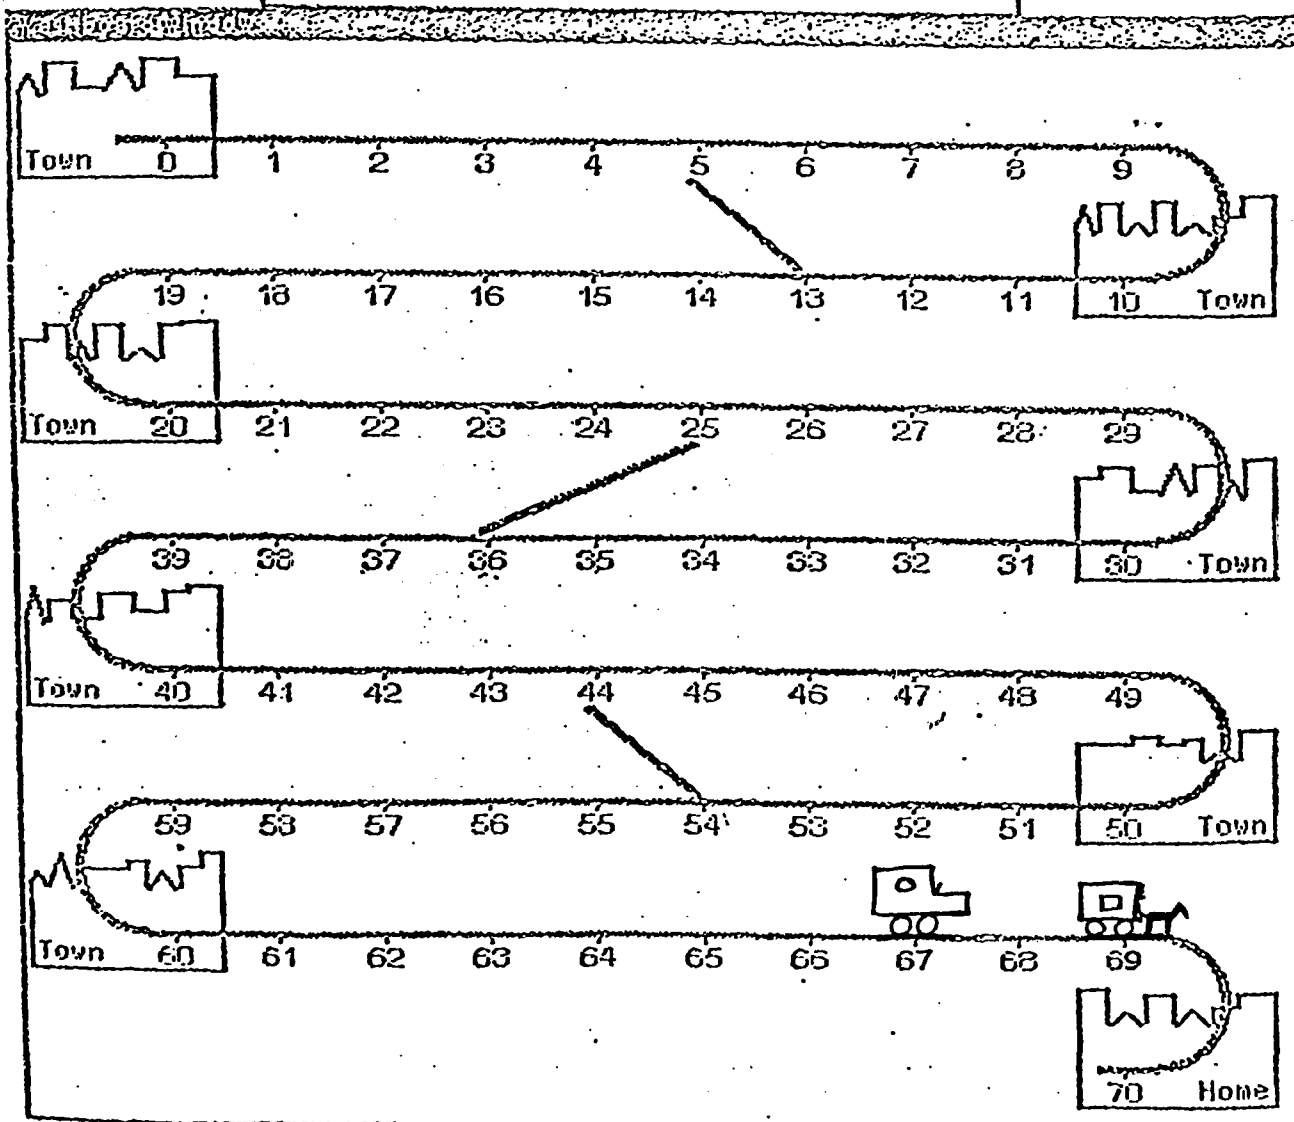 Town 0 1 2 3 4 5 6 7 8 9
19 18 17 16 15 14 13 12 11 10 Town
Town 20 21 22 23 24 25 26 27 28 29
39 38 37 36 35 34 33 32 31 30 Town
Town 40 41 42 43 44 45 46 47 48 49
59 58 57 56 55 54 53 52 51 50 Town
Town 60 61 62 63 64 65 66 67 68 69
70 Home